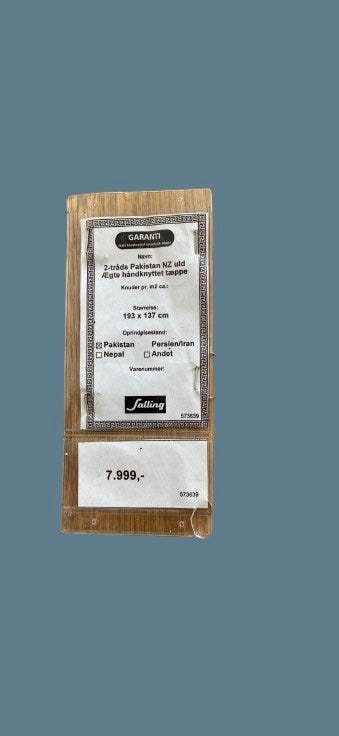 GARANTI
Navn:
2-tråds Pakistan NZ uld
Ægte håndknyttet tæppe
Knuder pr. m2 ca.:
Størrelse:
193 x 137 cm
Oprindelsesland:
☒ Pakistan Persien/Iran
☐ Nepal ☐ Andet
Varenummer:
Salling
573639
7.999,-
573639